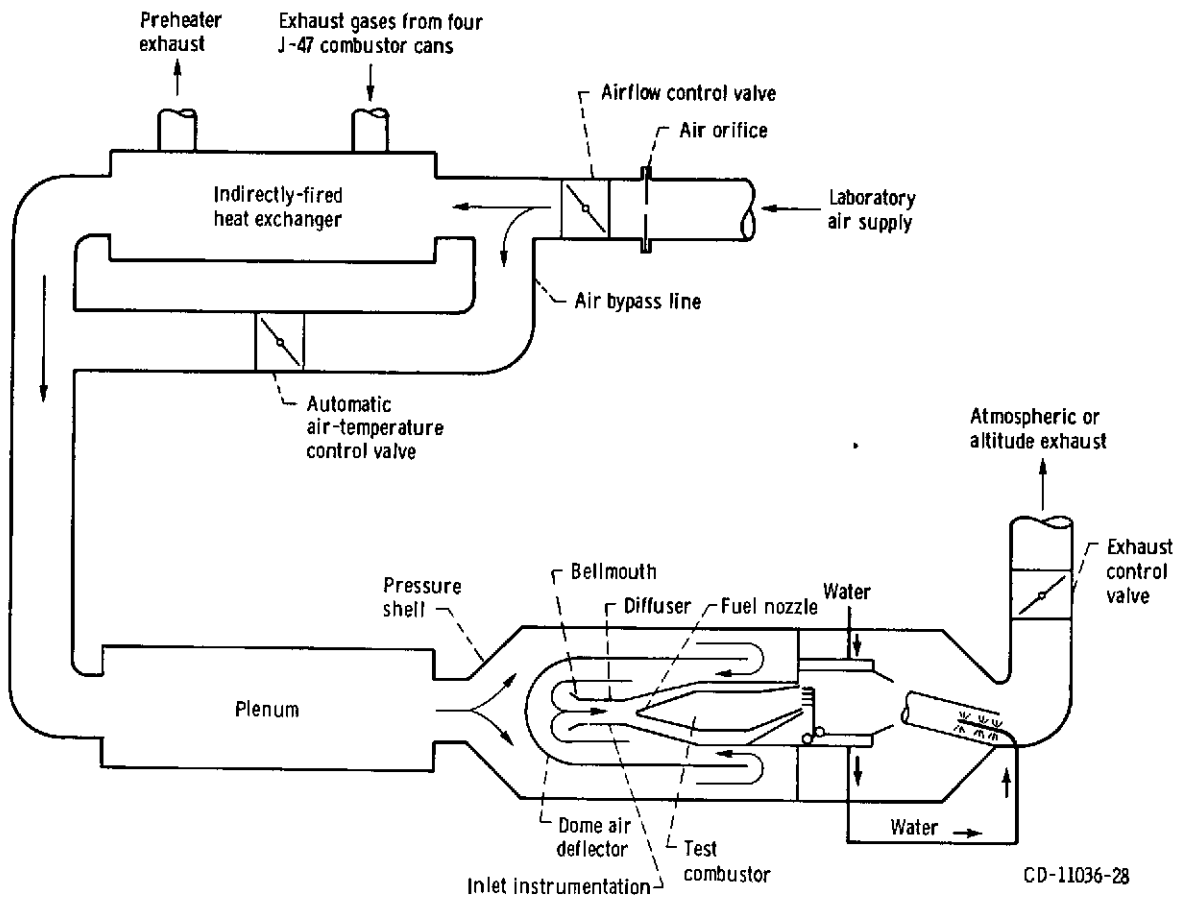 Preheater
exhaust
Exhaust gases from four
J-47 combustor cans
Airflow control valve
Air orifice
Indirectly-fired
heat exchanger
Laboratory
air supply
Air bypass line
Automatic
air-temperature
control valve
Atmospheric or
altitude exhaust
Pressure
shell
Bellmouth
Diffuser
Fuel nozzle
Water
Exhaust
control
valve
Plenum
Dome air
deflector
Test
combustor
Inlet instrumentation
Water
CD-11036-28